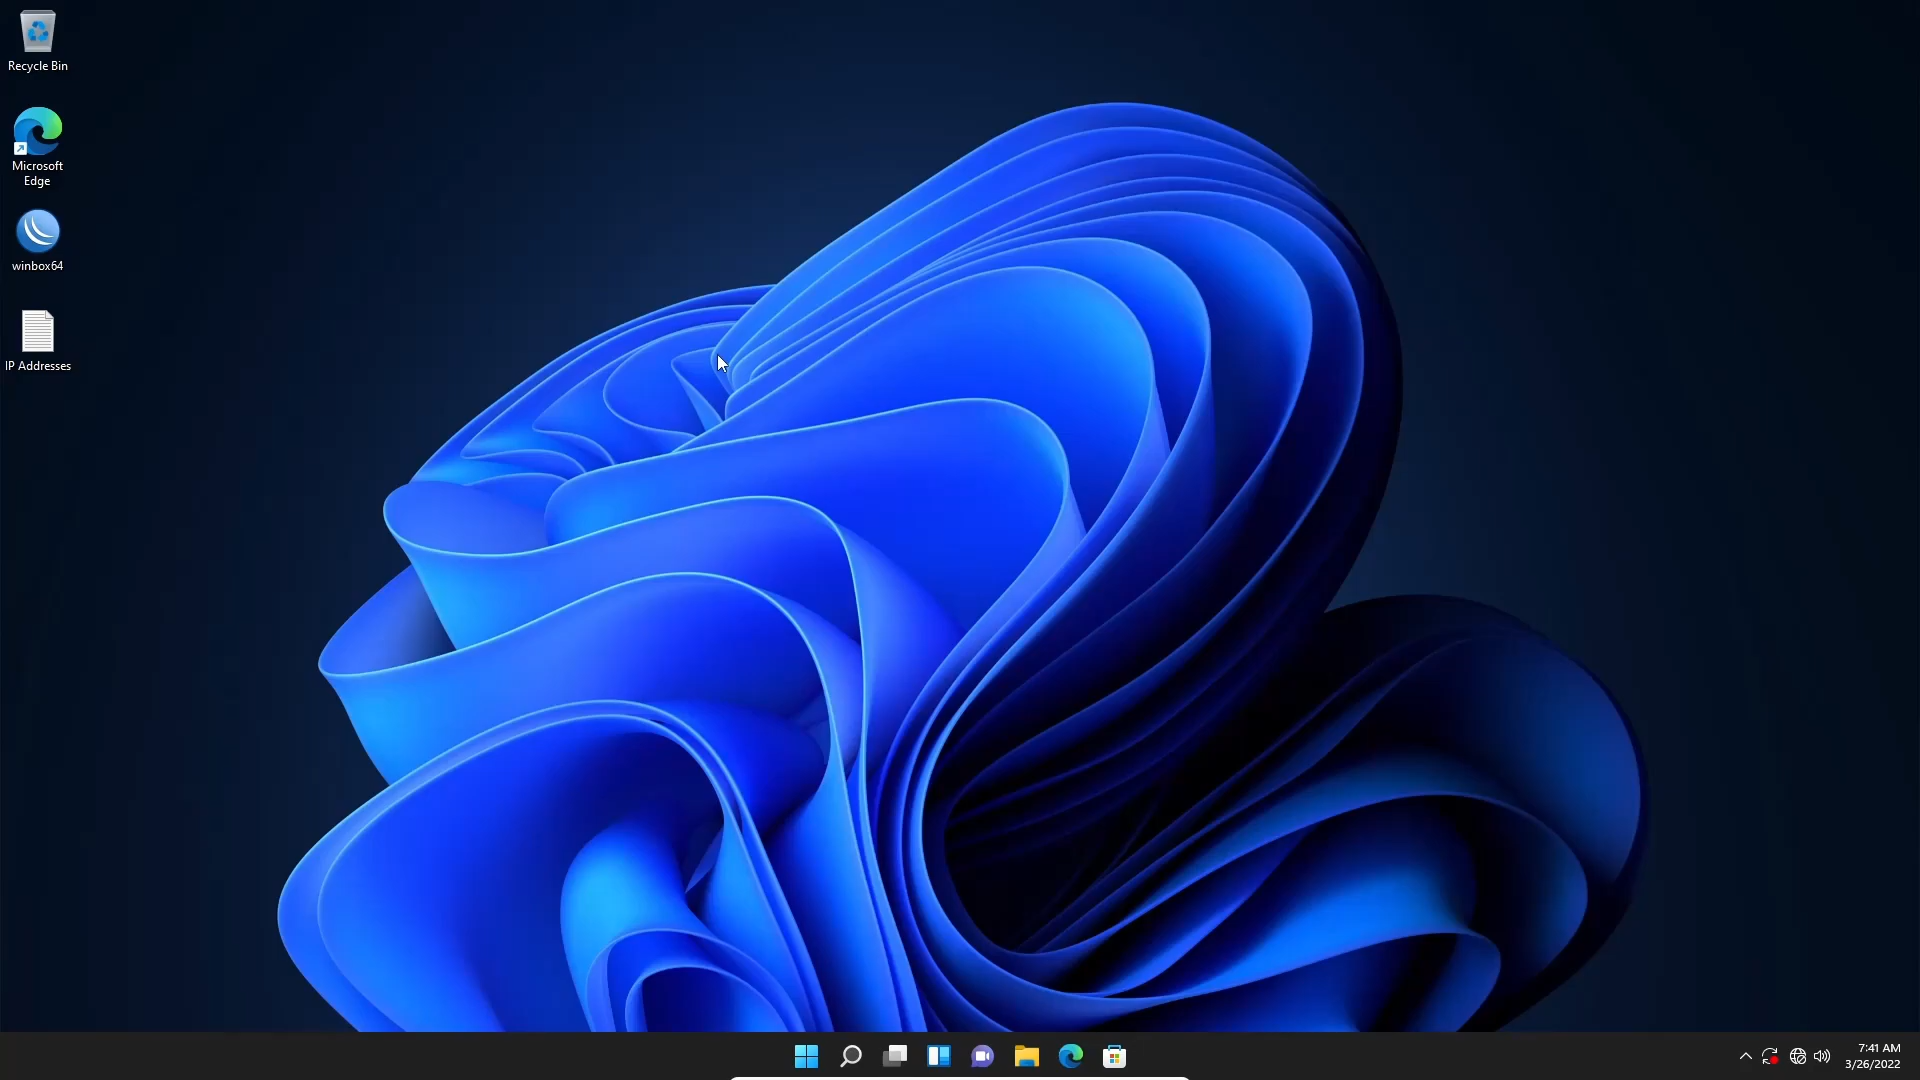 Recycle Bin
Microsoft
Edge
winbox64
IP Addresses
7:41 AM
3/26/2022